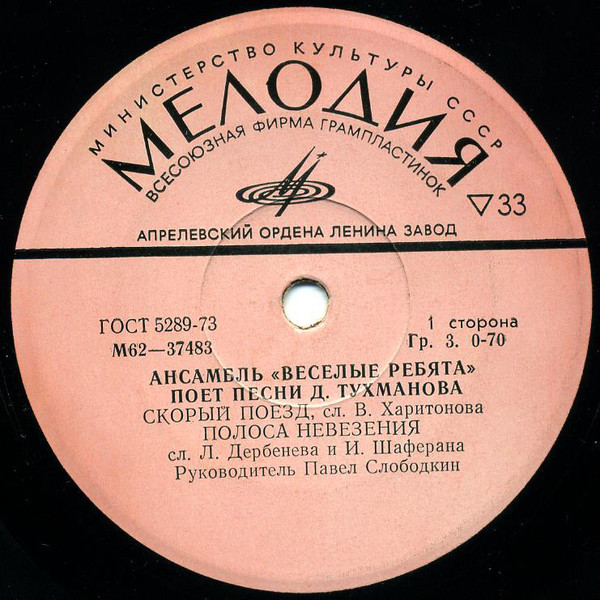 МИНИСТЕРСТВО КУЛЬТУРЫ СССР
МЕЛОДИЯ
ВСЕСОЮЗНАЯ ФИРМА ГРАМПЛАСТИНОК
33
АПРЕЛЕВСКИЙ ОРДЕНА ЛЕНИНА ЗАВОД
ГОСТ 5289-73
1 сторона
М62—37483
Гр. 3. 0-70
АНСАМБЛЬ «ВЕСЕЛЫЕ РЕБЯТА»
ПОЕТ ПЕСНИ Д. ТУХМАНОВА
СКОРЫЙ ПОЕЗД, сл. В. Харитонова
ПОЛОСА НЕВЕЗЕНИЯ
сл. Л. Дербенева и И. Шаферана
Руководитель Павел Слободкин